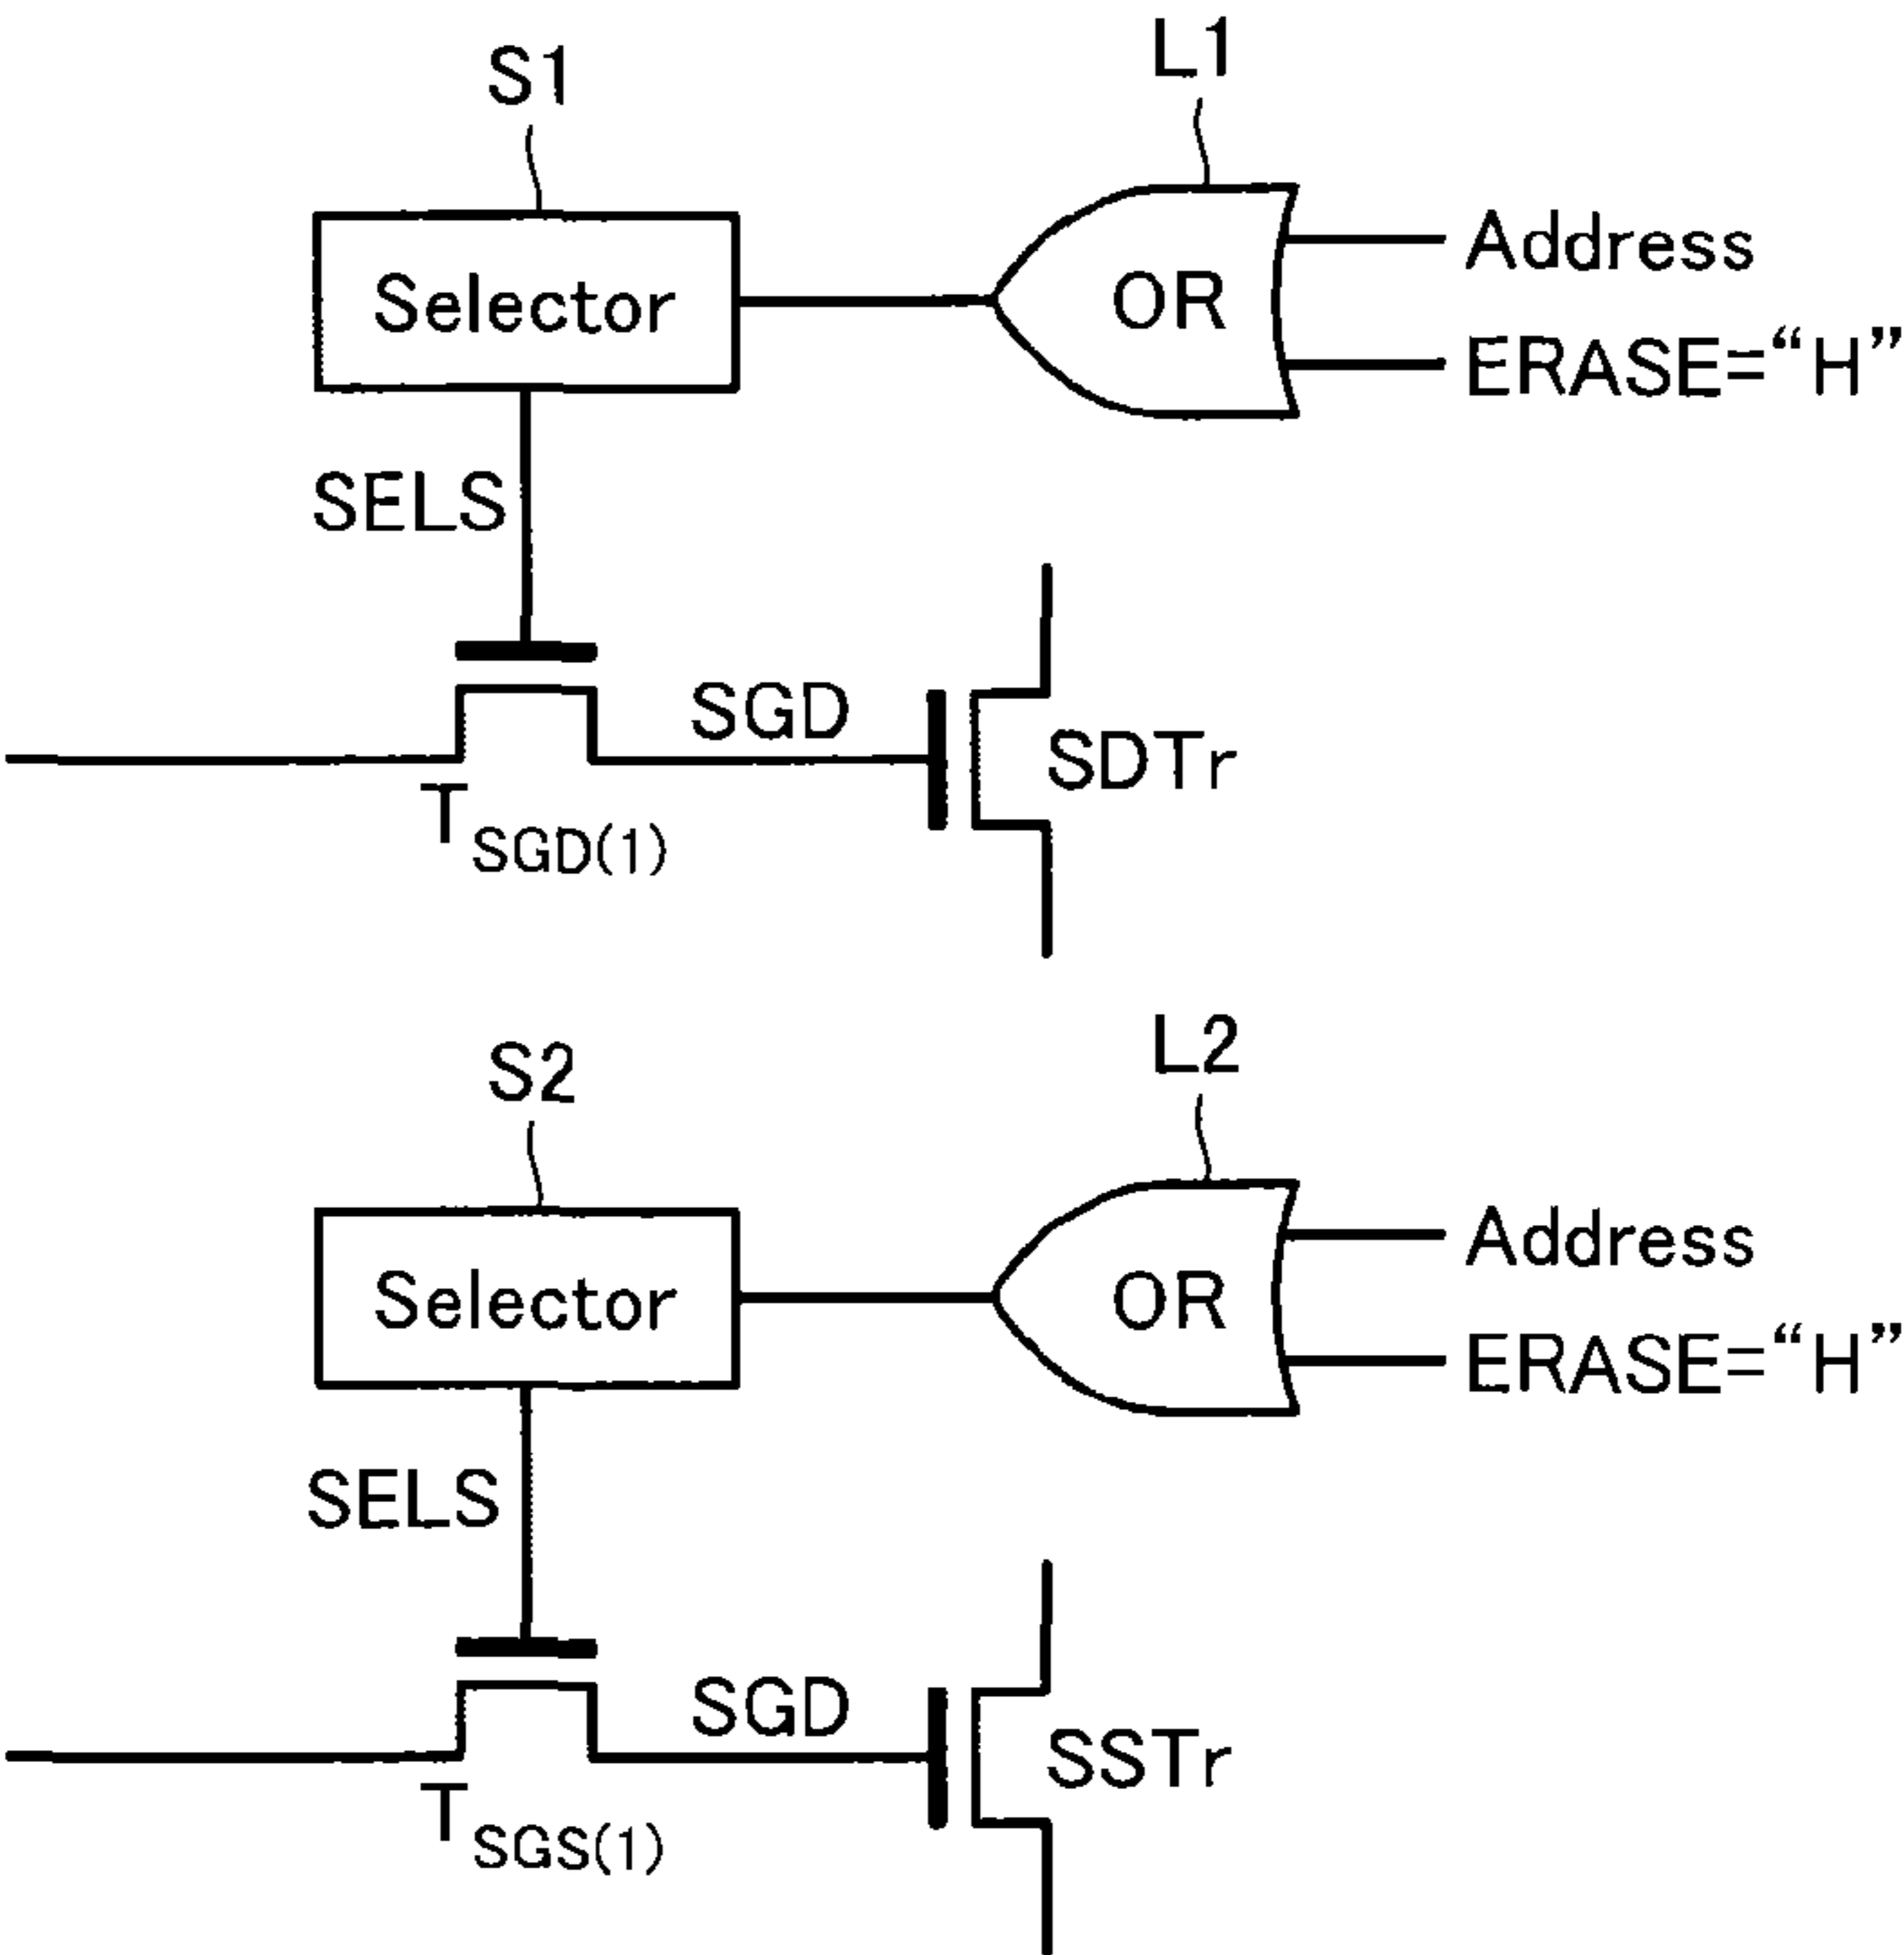 S1
L1
Selector
OR
Address
ERASE=“H”
SELS
SGD
SDTr
TSGD(1)
S2
L2
Selector
OR
Address
ERASE=“H”
SELS
SGD
SSTr
TSGS(1)